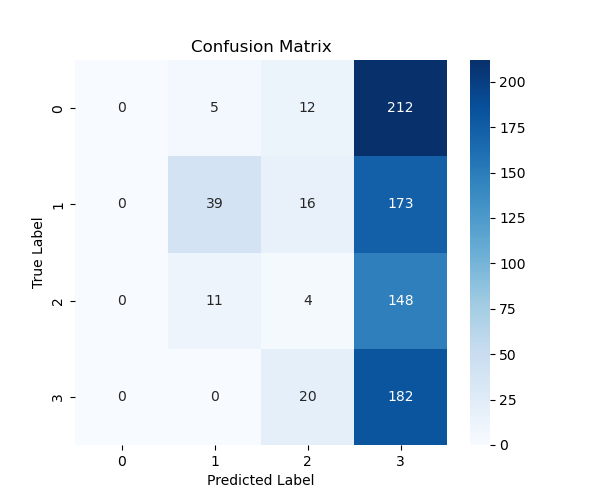 Confusion Matrix
0 0 5 12 212
1 0 39 16 173
2 0 11 4 148
3 0 0 20 182
0 1 2 3
Predicted Label
True Label
200
175
150
125
100
75
50
25
0